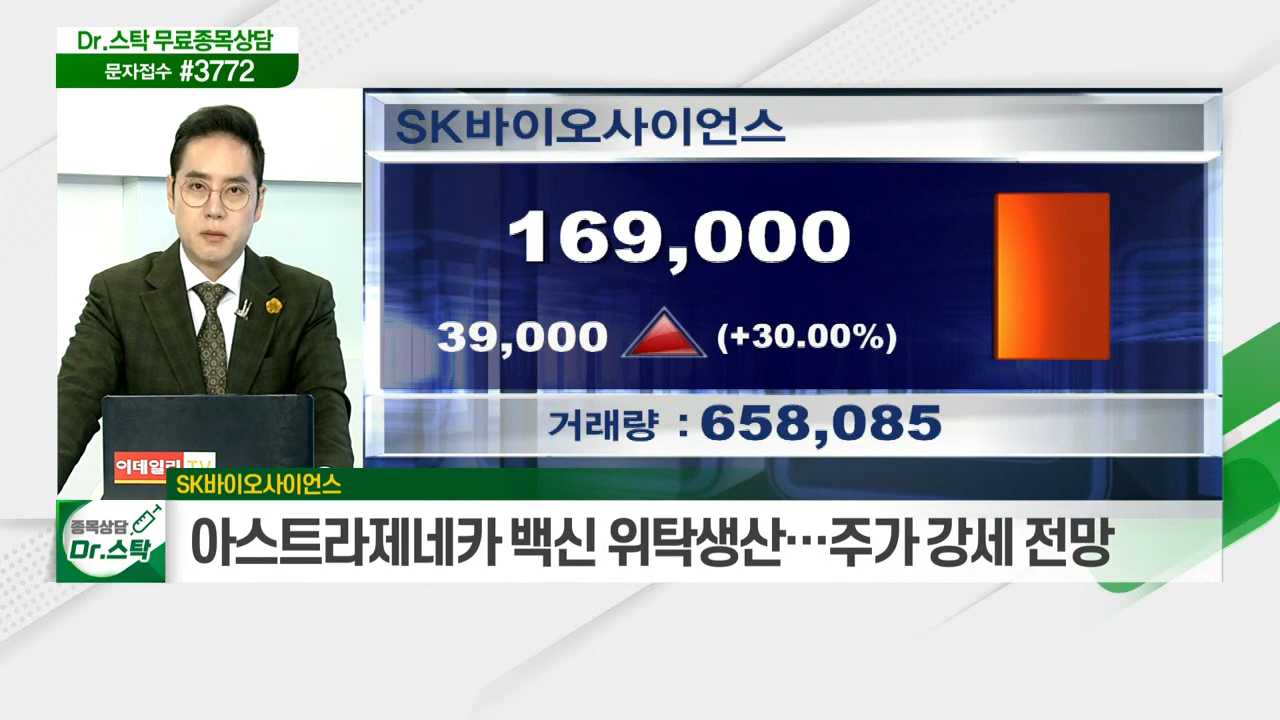 Dr.스탁 무료종목상담
문자접수 #3772
SK바이오사이언스
169,000
39,000 (+30.00%)
거래량 : 658,085
이데일리 TV
SK바이오사이언스
종목상담
Dr.스탁
아스트라제네카 백신 위탁생산…주가 강세 전망